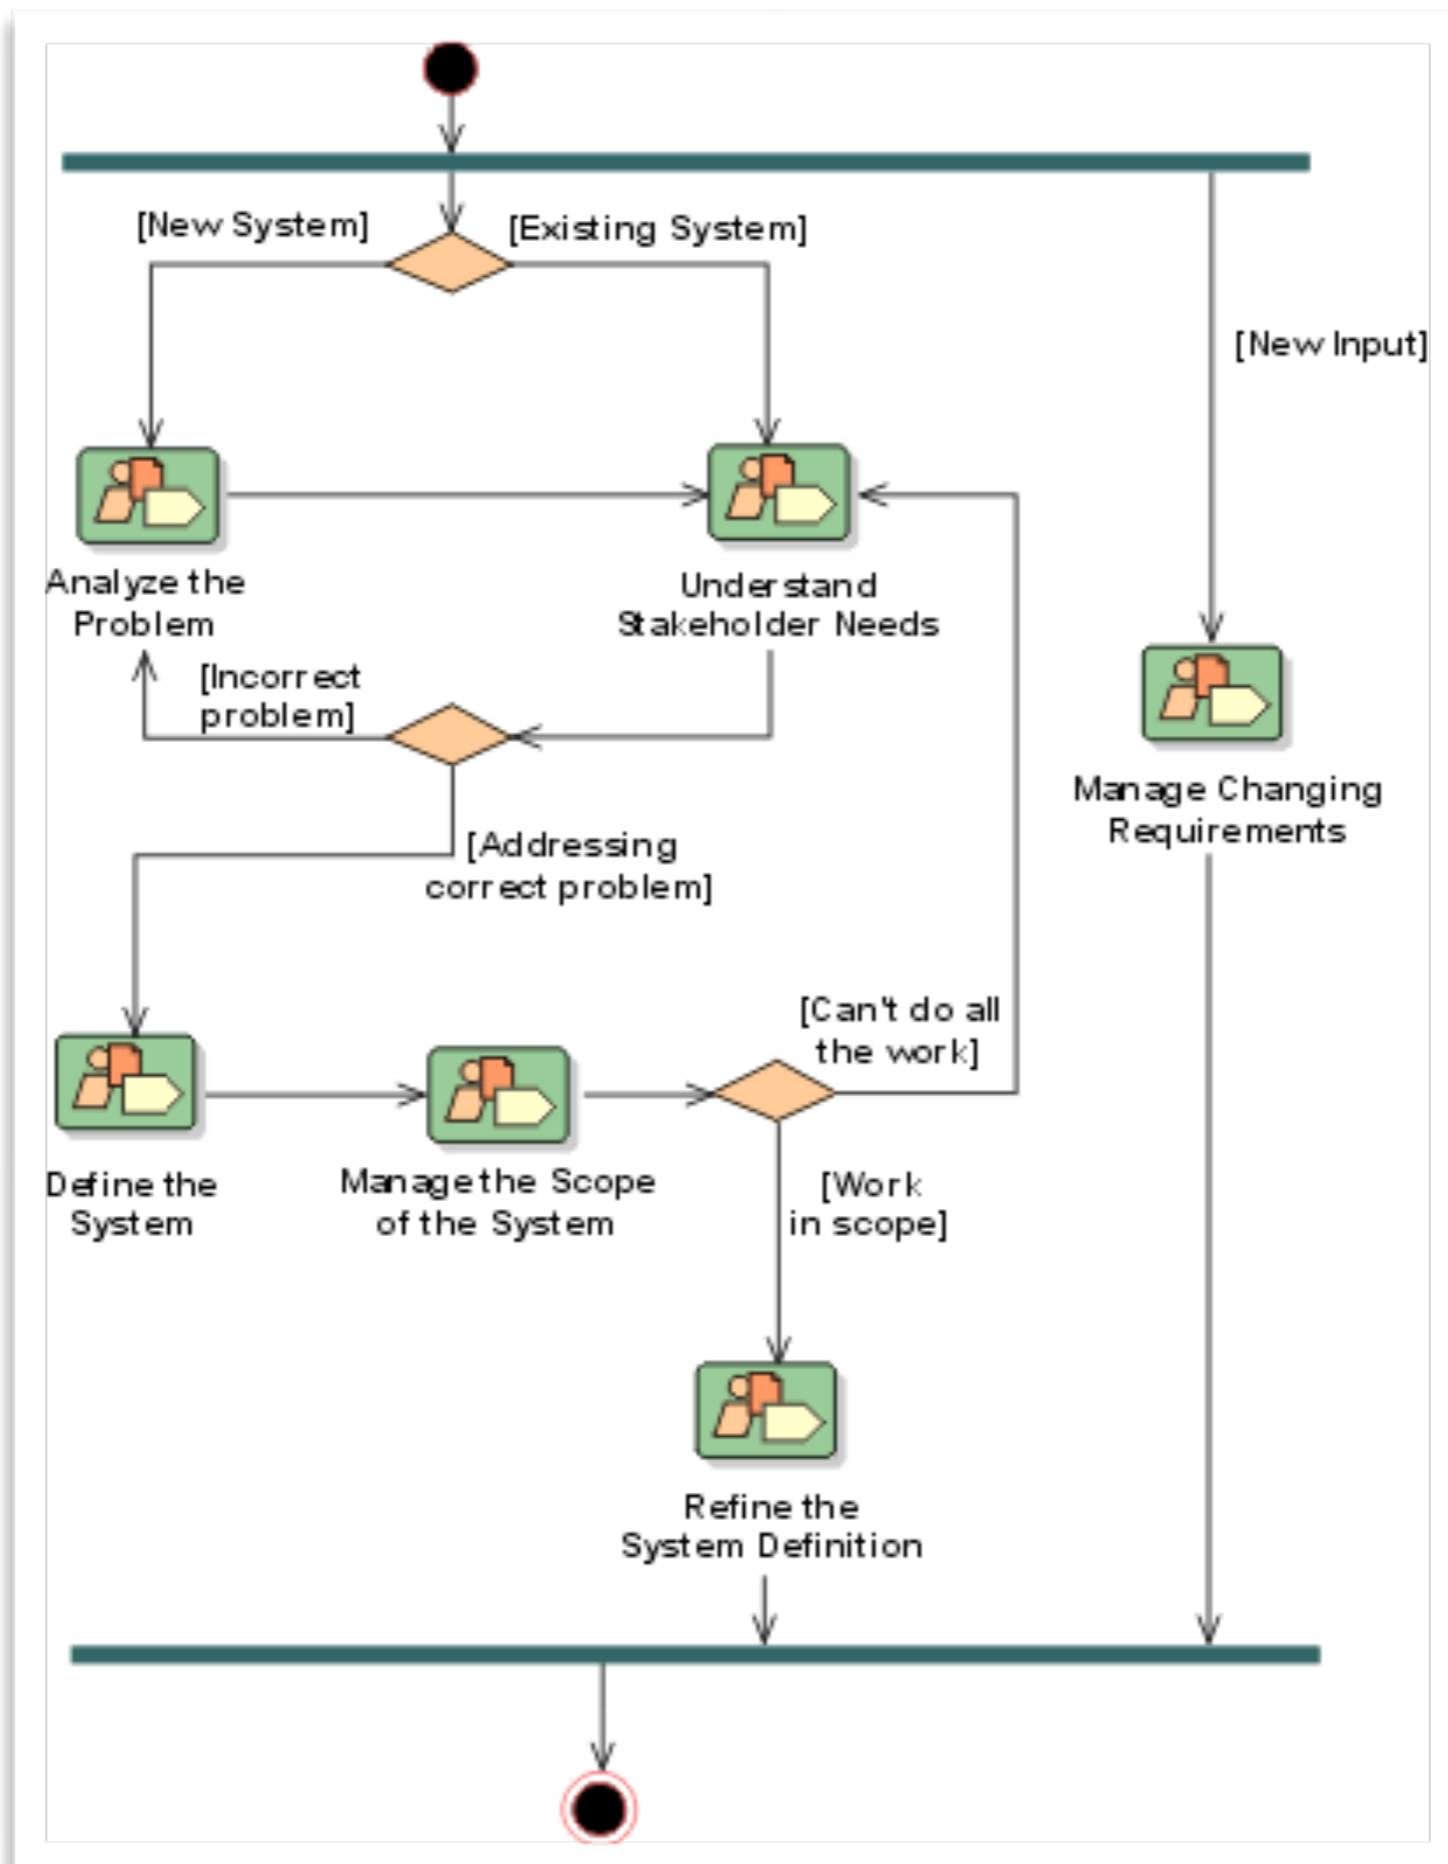 [New System]
[Existing System]
[New Input]
Analyze the
Problem
Understand
Stakeholder Needs
[Incorrect
problem]
Manage Changing
Requirements
[Addressing
correct problem]
[Can't do all
the work]
Define the
System
Manage the Scope
of the System
[Work
in scope]
Refine the
System Definition